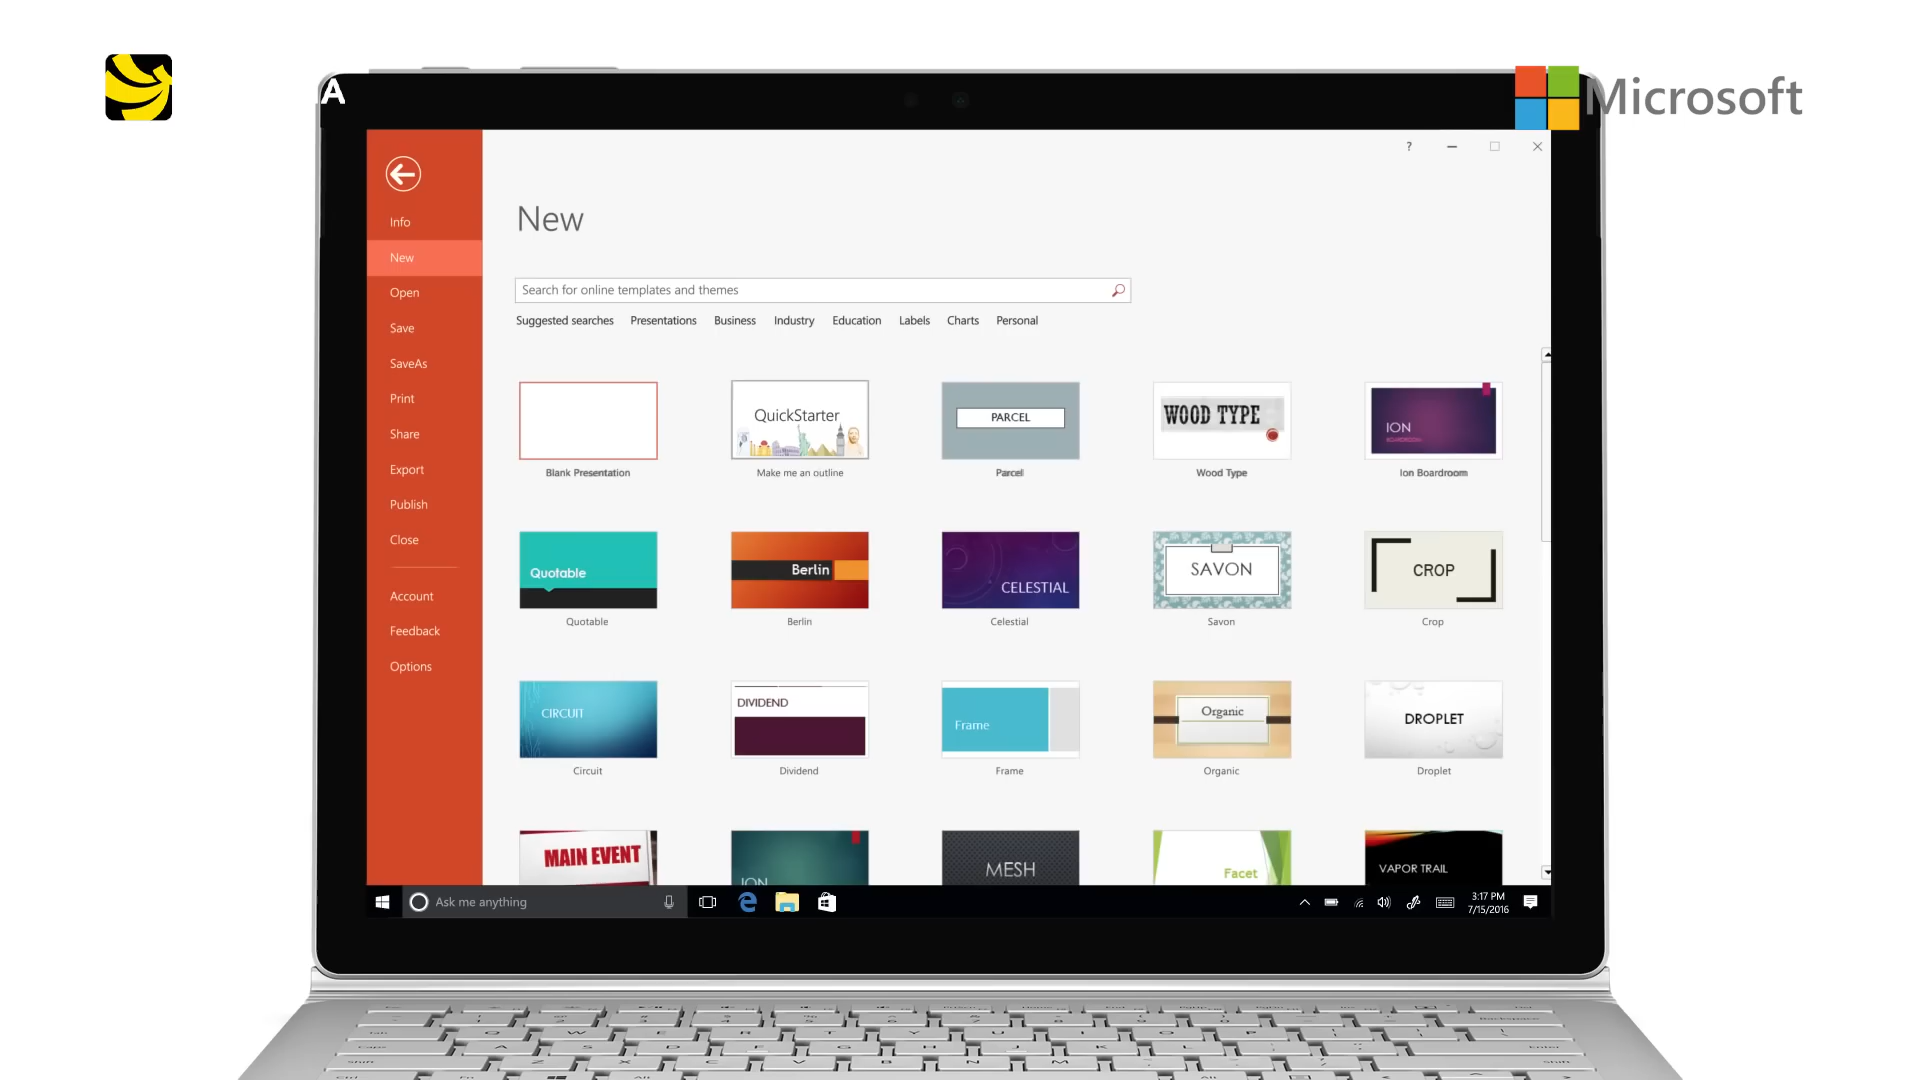 A
Microsoft
?
Info
New
Open
Save
SaveAs
Print
Share
Export
Publish
Close
Account
Feedback
Options
New
Search for online templates and themes
Suggested searches Presentations Business Industry Education Labels Charts Personal
QuickStarter
PARCEL
WOOD TYPE
ION
BOARDROOM
Blank Presentation
Make me an outline
Parcel
Wood Type
Ion Boardroom
Quotable
Berlin
CELESTIAL
SAVON
CROP
Quotable
Berlin
Celestial
Savon
Crop
CIRCUIT
DIVIDEND
Frame
Organic
DROPLET
Circuit
Dividend
Frame
Organic
Droplet
MAIN EVENT
ION
MESH
Facet
VAPOR TRAIL
Ask me anything
3:17 PM
7/15/2016